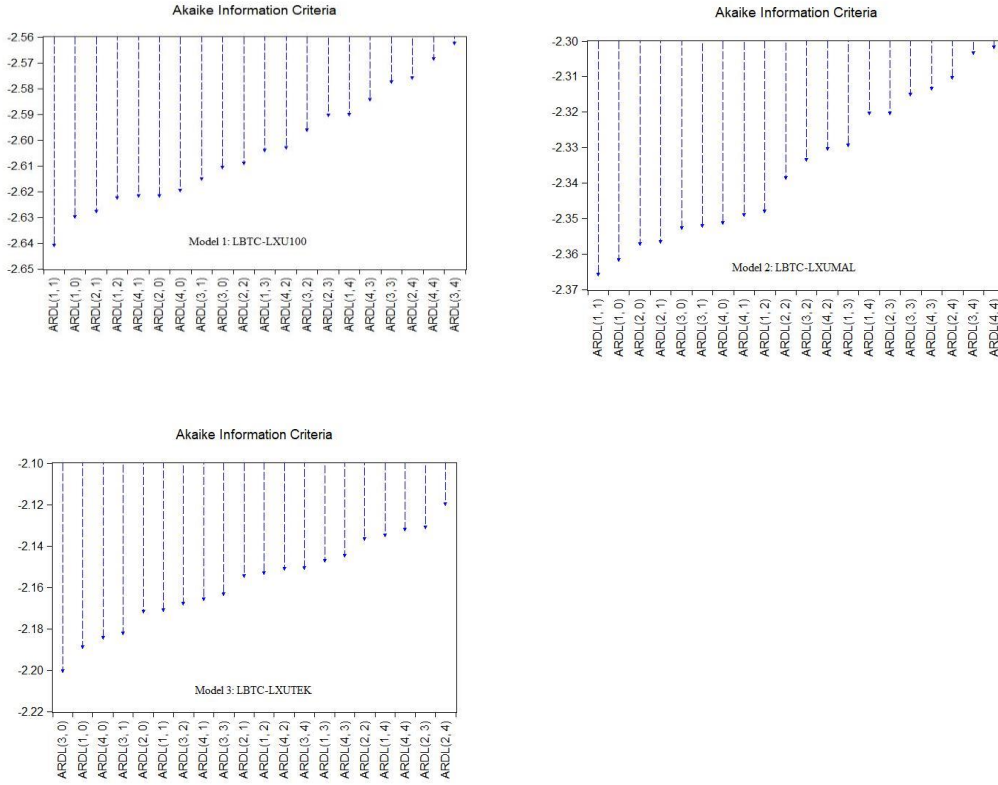 Akaike Information Criteria
-2.56
-2.57
-2.58
-2.59
-2.60
-2.61
-2.62
-2.63
-2.64
-2.65
Model 1: LBTC-LXU100
ARDL(1, 1)
ARDL(1, 0)
ARDL(2, 1)
ARDL(1, 2)
ARDL(4, 1)
ARDL(2, 0)
ARDL(4, 0)
ARDL(3, 1)
ARDL(3, 0)
ARDL(2, 2)
ARDL(1, 3)
ARDL(4, 2)
ARDL(3, 2)
ARDL(2, 3)
ARDL(1, 4)
ARDL(4, 3)
ARDL(3, 3)
ARDL(2, 4)
ARDL(4, 4)
ARDL(3, 4)
Akaike Information Criteria
-2.30
-2.31
-2.32
-2.33
-2.34
-2.35
-2.36
-2.37
Model 2: LBTC-LXUMAL
ARDL(1, 1)
ARDL(1, 0)
ARDL(2, 0)
ARDL(2, 1)
ARDL(3, 0)
ARDL(3, 1)
ARDL(4, 0)
ARDL(4, 1)
ARDL(1, 2)
ARDL(2, 2)
ARDL(3, 2)
ARDL(4, 2)
ARDL(1, 3)
ARDL(1, 4)
ARDL(2, 3)
ARDL(3, 3)
ARDL(4, 3)
ARDL(2, 4)
ARDL(3, 4)
ARDL(4, 4)
Akaike Information Criteria
-2.10
-2.12
-2.14
-2.16
-2.18
-2.20
-2.22
Model 3: LBTC-LXUTEK
ARDL(3, 0)
ARDL(1, 0)
ARDL(4, 0)
ARDL(3, 1)
ARDL(2, 0)
ARDL(1, 1)
ARDL(3, 2)
ARDL(4, 1)
ARDL(3, 3)
ARDL(2, 1)
ARDL(1, 2)
ARDL(4, 2)
ARDL(3, 4)
ARDL(1, 3)
ARDL(4, 3)
ARDL(2, 2)
ARDL(1, 4)
ARDL(4, 4)
ARDL(2, 3)
ARDL(2, 4)